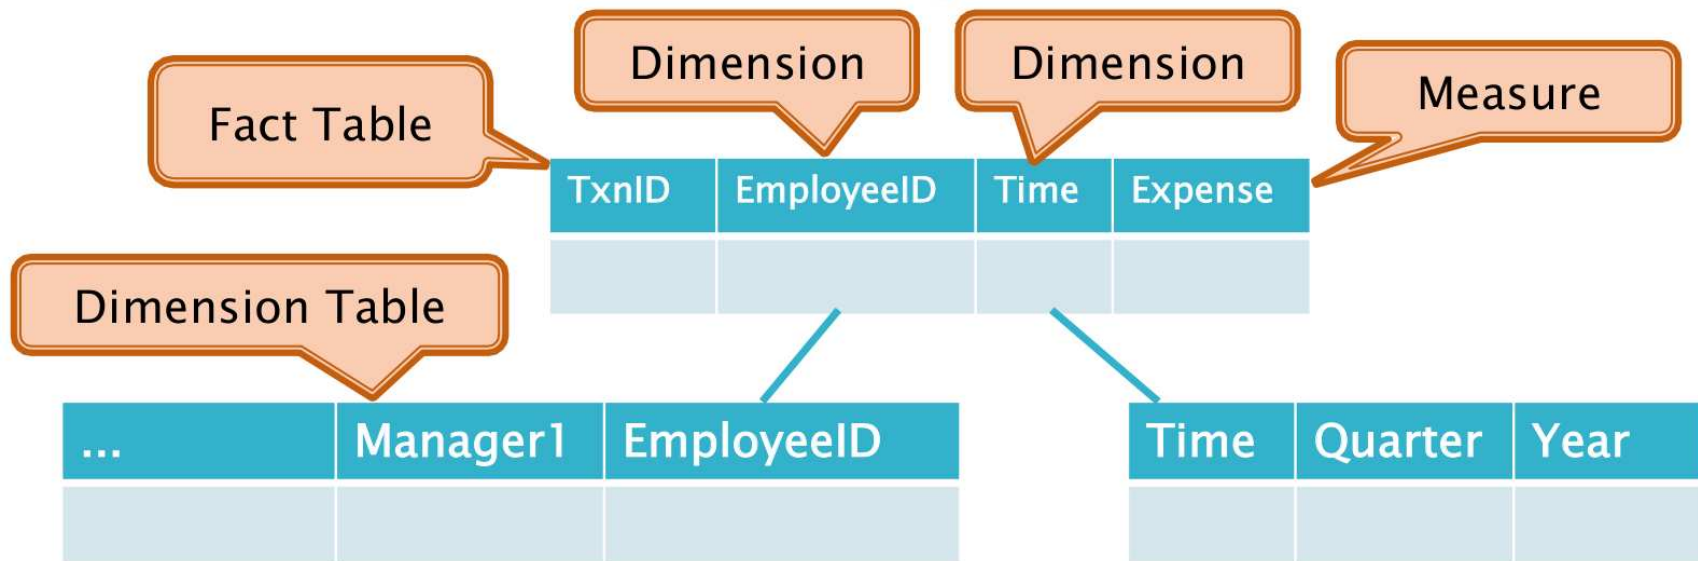 Dimension
Dimension
Measure
Fact Table
TxnID EmployeeID Time Expense
Dimension Table
... Manager1 EmployeeID
Time Quarter Year